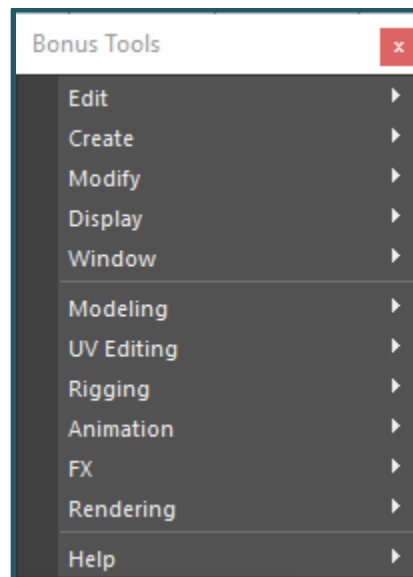 Bonus Tools
x
Edit
Create
Modify
Display
Window
Modeling
UV Editing
Rigging
Animation
FX
Rendering
Help